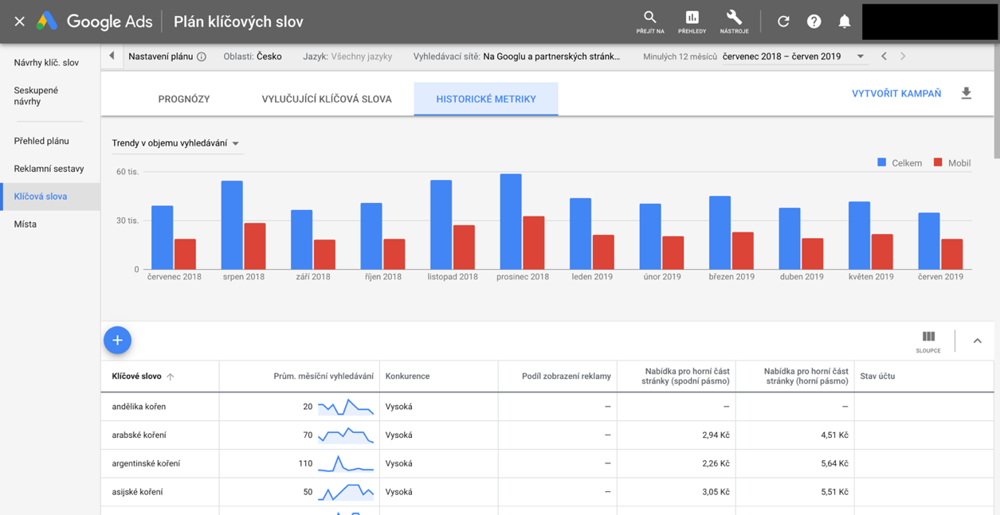 Google Ads
Plán klíčových slov
PŘEJÍT NA
PŘEHLEDY
NÁSTROJE
Návrhy klíč. slov
Seskupené
návrhy
Přehled plánu
Reklamní sestavy
Klíčová slova
Místa
Nastavení plánu
Oblasti: Česko
Jazyk: Všechny jazyky
Vyhledávací sítě: Na Googlu a partnerských stránk...
Minulých 12 měsíců červenec 2018 – červen 2019
PROGNÓZY
VYLUČUJÍCÍ KLÍČOVÁ SLOVA
HISTORICKÉ METRIKY
VYTVOŘIT KAMPAŇ
Trendy v objemu vyhledávání
Celkem
Mobil
60 tis.
30 tis.
0
červenec 2018
srpen 2018
září 2018
říjen 2018
listopad 2018
prosinec 2018
leden 2019
únor 2019
březen 2019
duben 2019
květen 2019
červen 2019
SLOUPCE
Klíčové slovo
Prům. měsíční vyhledávání
Konkurence
Podíl zobrazení reklamy
Nabídka pro horní část
stránky (spodní pásmo)
Nabídka pro horní část
stránky (horní pásmo)
Stav účtu
andělika kořen 20 Vysoká – – –
arabské koření 70 Vysoká – 2,94 Kč 4,51 Kč
argentinské koření 110 Vysoká – 2,26 Kč 5,64 Kč
asijské koření 50 Vysoká – 3,05 Kč 5,51 Kč